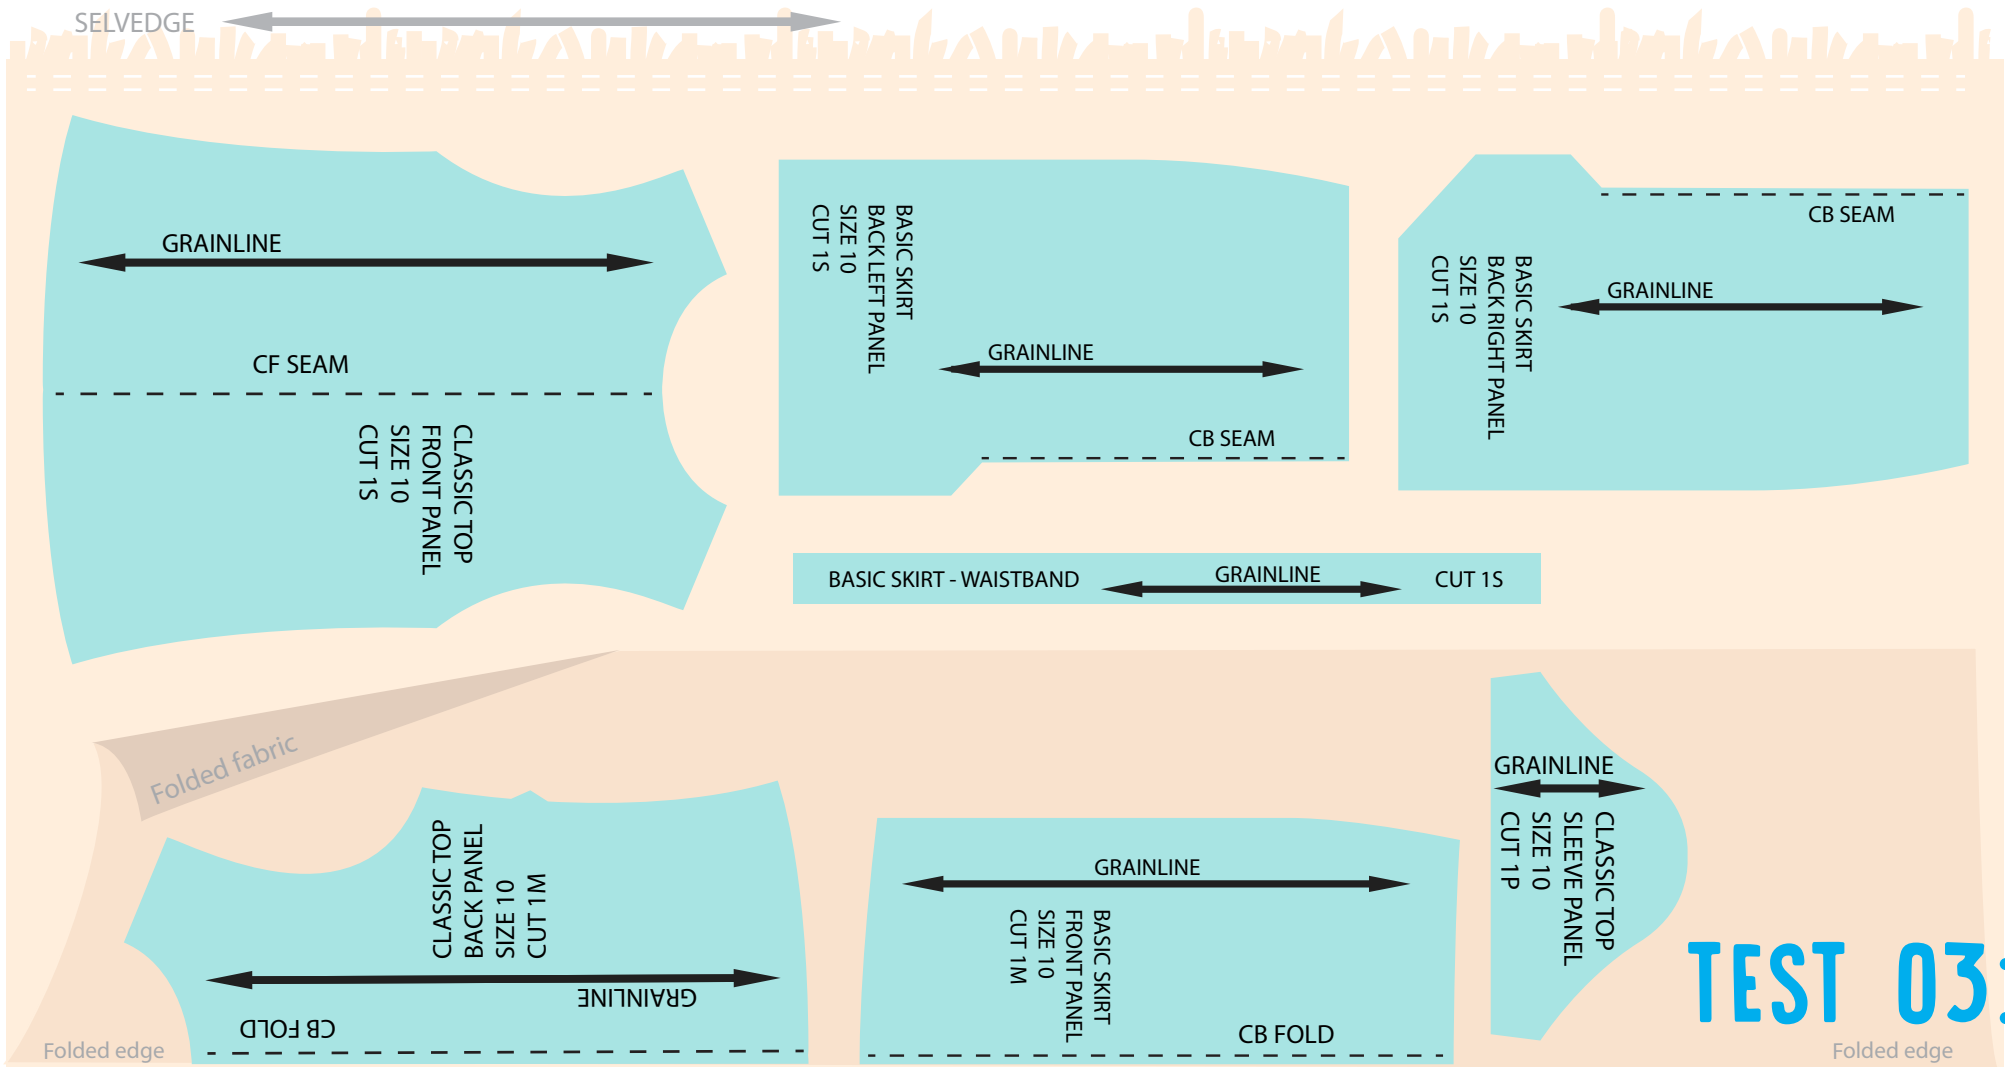 SELVEDGE
GRAINLINE
CF SEAM
CLASSIC TOP
FRONT PANEL
SIZE 10
CUT 1S
BASIC SKIRT
BACK LEFT PANEL
SIZE 10
CUT 1S
GRAINLINE
CB SEAM
CB SEAM
BASIC SKIRT
BACK RIGHT PANEL
SIZE 10
CUT 1S
GRAINLINE
BASIC SKIRT - WAISTBAND
GRAINLINE
CUT 1S
Folded fabric
CLASSIC TOP
BACK PANEL
SIZE 10
CUT 1M
GRAINLINE
CB FOLD
GRAINLINE
BASIC SKIRT
FRONT PANEL
SIZE 10
CUT 1M
CB FOLD
GRAINLINE
CLASSIC TOP
SLEEVE PANEL
SIZE 10
CUT 1P
TEST 03:
Folded edge
Folded edge